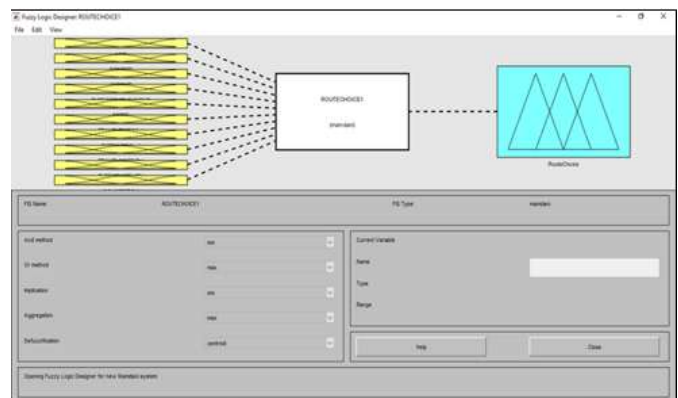 Fuzzy Logic Designer: ROUTECHOICE1
File Edit View
ROUTECHOICE1
(mamdani)
RouteChoice
FIS Name: ROUTECHOICE1 FIS Type: mamdani
And method min
Or method max
Implication min
Aggregation max
Defuzzification centroid
Current Variable
Name
Type
Range
Help Close
Opening Fuzzy Logic Designer for new Mamdani system